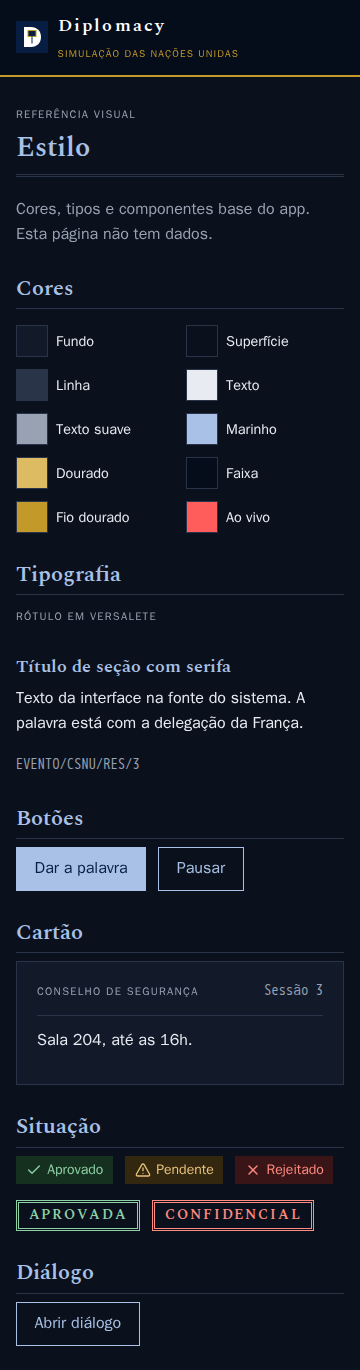 Diplomacy
SIMULAÇÃO DAS NAÇÕES UNIDAS
REFERÊNCIA VISUAL
Estilo
Cores, tipos e componentes base do app.
Esta página não tem dados.
Cores
Fundo
Superfície
Linha
Texto
Texto suave
Marinho
Dourado
Faixa
Fio dourado
Ao vivo
Tipografia
RÓTULO EM VERSALETE
Título de seção com serifa
Texto da interface na fonte do sistema. A
palavra está com a delegação da França.
EVENTO/CSNU/RES/3
Botões
Dar a palavra
Pausar
Cartão
CONSELHO DE SEGURANÇA
Sessão 3
Sala 204, até as 16h.
Situação
Aprovado
Pendente
Rejeitado
APROVADA
CONFIDENCIAL
Diálogo
Abrir diálogo